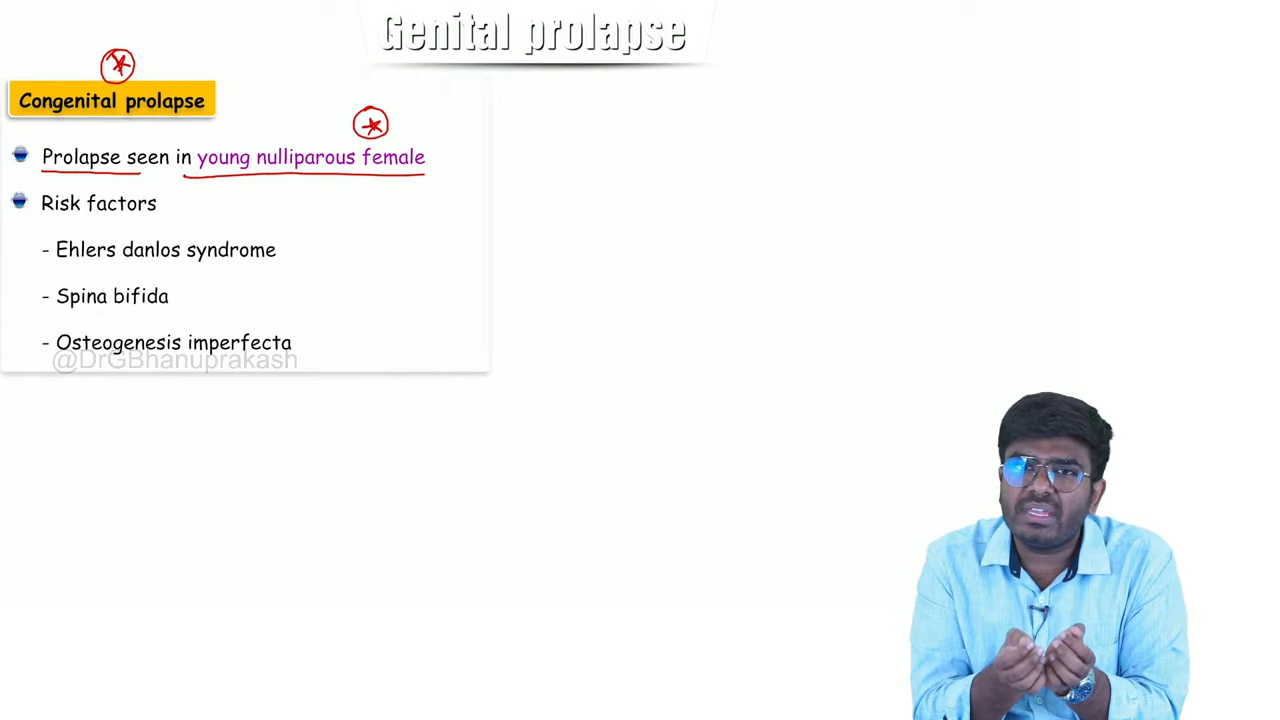 Genital prolapse
Congenital prolapse
Prolapse seen in young nulliparous female
Risk factors
- Ehlers danlos syndrome
- Spina bifida
- Osteogenesis imperfecta
@DrGBhanuprakash